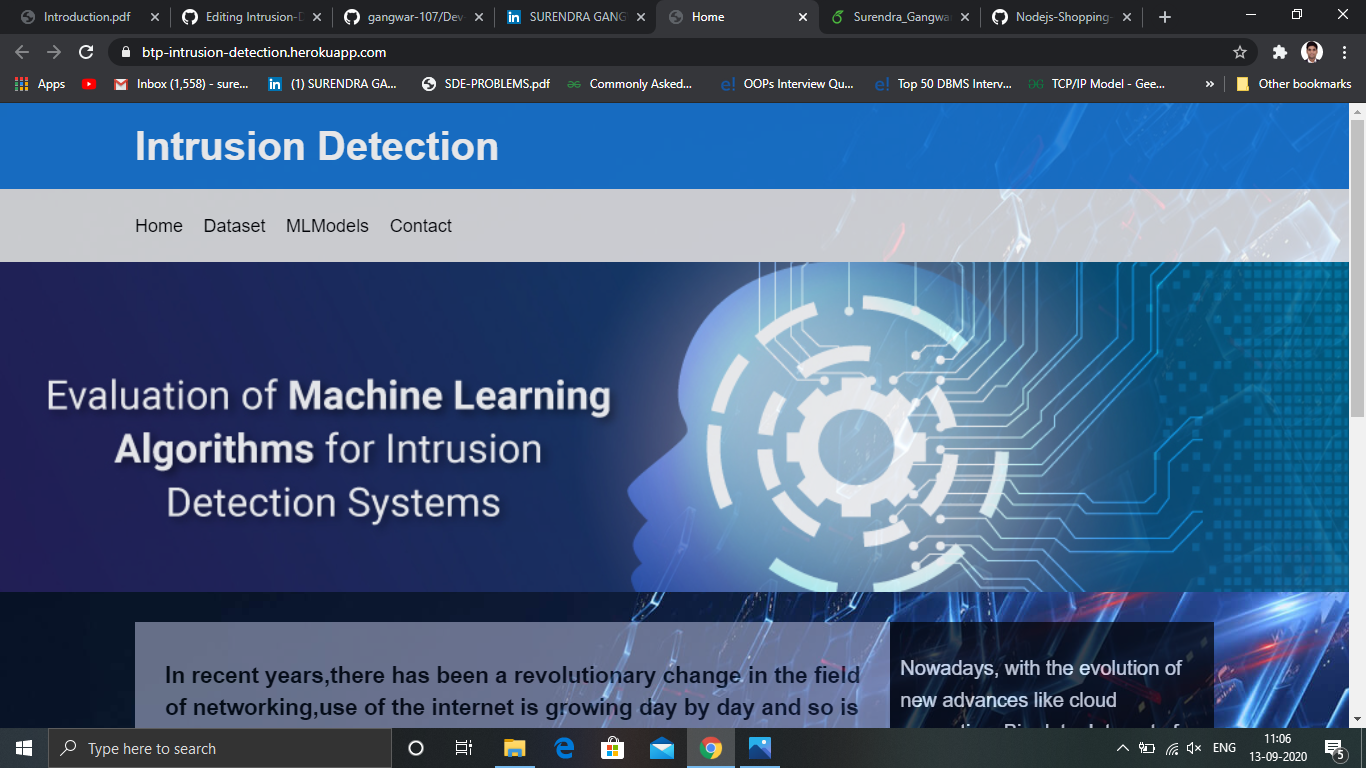 Introduction.pdf
Editing Intrusion-D
gangwar-107/Dev-
SURENDRA GANG
Home
Surendra_Gangwa
Nodejs-Shopping-
btp-intrusion-detection.herokuapp.com
Apps
Inbox (1,558) - sure...
(1) SURENDRA GA...
SDE-PROBLEMS.pdf
Commonly Asked...
OOPs Interview Qu...
Top 50 DBMS Interv...
TCP/IP Model - Gee...
»
Other bookmarks
Intrusion Detection
Home Dataset MLModels Contact
Evaluation of Machine Learning
Algorithms for Intrusion
Detection Systems
In recent years,there has been a revolutionary change in the field
of networking,use of the internet is growing day by day and so is
Nowadays, with the evolution of
new advances like cloud
Type here to search
ENG
11:06
13-09-2020
5